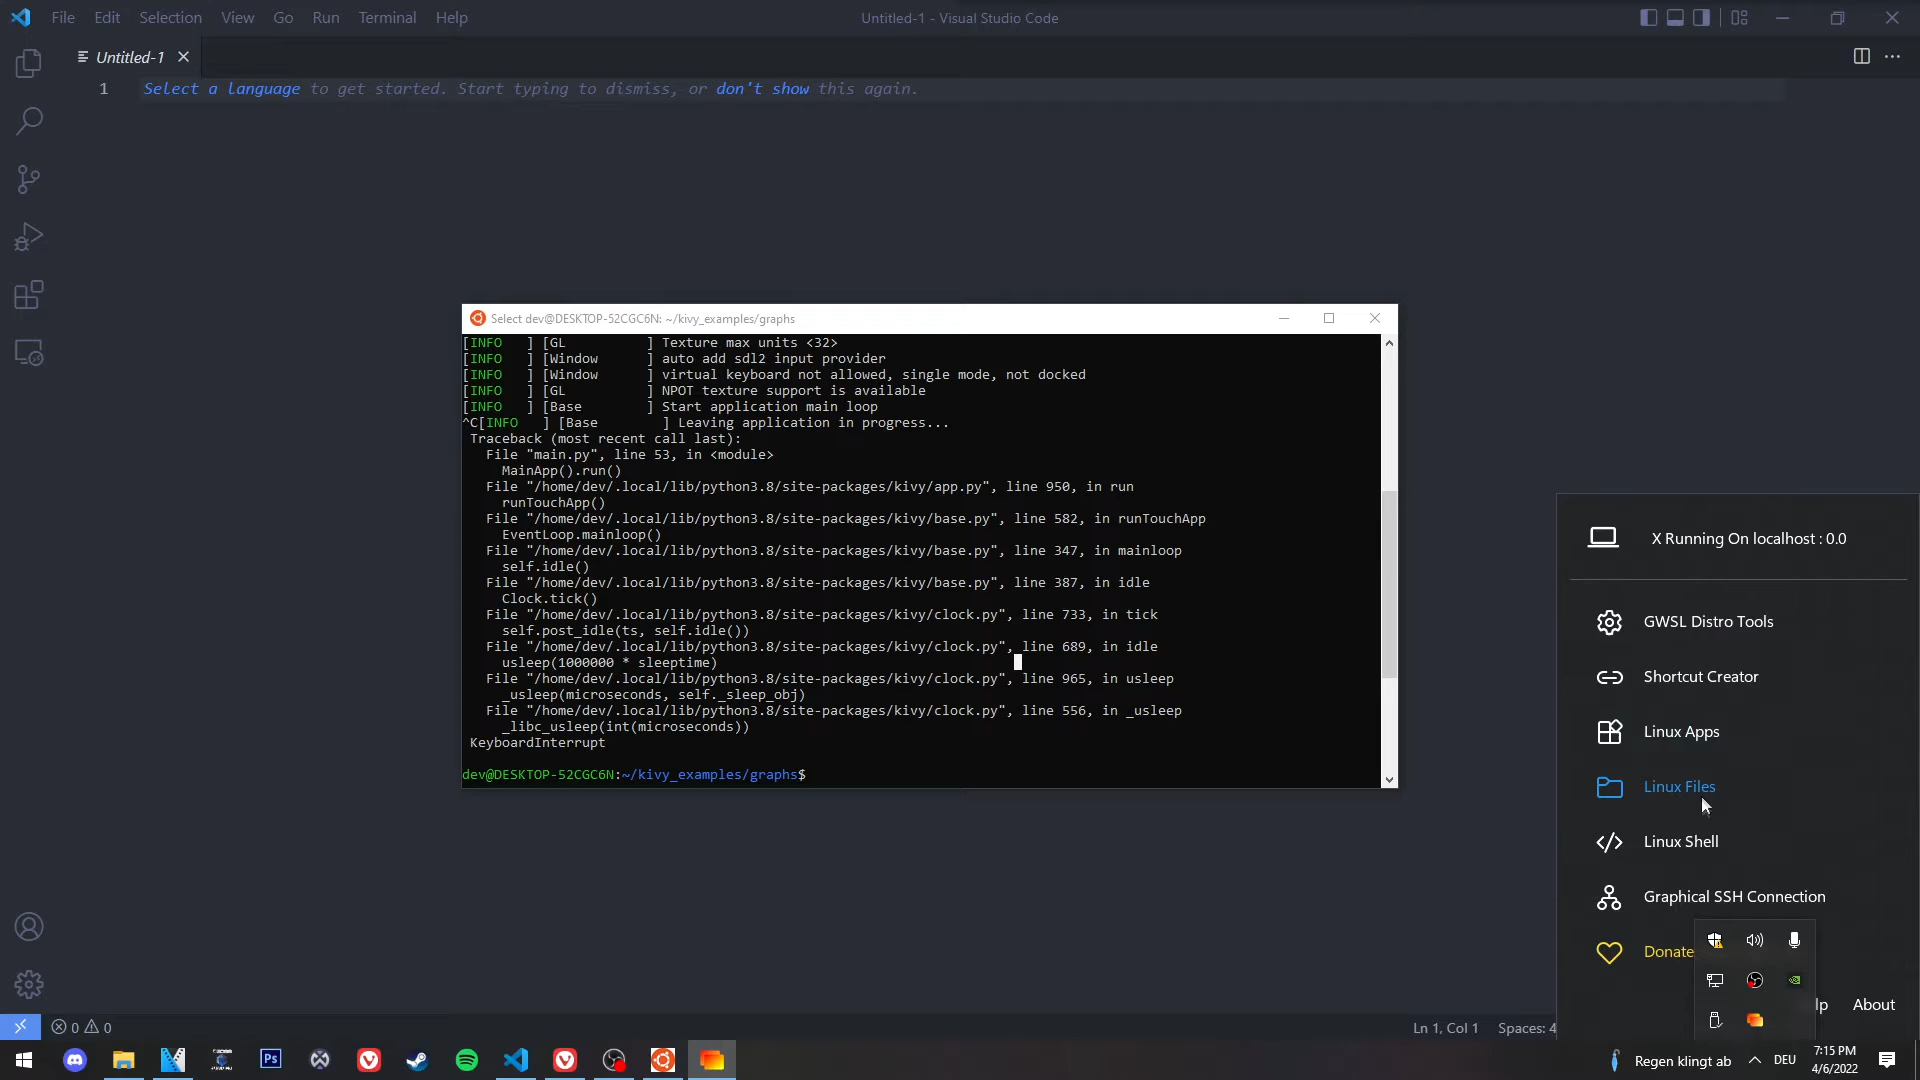 File Edit Selection View Go Run Terminal Help
Untitled-1 - Visual Studio Code
Untitled-1
1 Select a language to get started. Start typing to dismiss, or don't show this again.
Select dev@DESKTOP-52CGC6N: ~/kivy_examples/graphs
[INFO   ] [GL          ] Texture max units <32>
[INFO   ] [Window      ] auto add sdl2 input provider
[INFO   ] [Window      ] virtual keyboard not allowed, single mode, not docked
[INFO   ] [GL          ] NPOT texture support is available
[INFO   ] [Base        ] Start application main loop
^C[INFO   ] [Base        ] Leaving application in progress...
Traceback (most recent call last):
File "main.py", line 53, in <module>
MainApp().run()
File "/home/dev/.local/lib/python3.8/site-packages/kivy/app.py", line 950, in run
runTouchApp()
File "/home/dev/.local/lib/python3.8/site-packages/kivy/base.py", line 582, in runTouchApp
EventLoop.mainloop()
File "/home/dev/.local/lib/python3.8/site-packages/kivy/base.py", line 347, in mainloop
self.idle()
File "/home/dev/.local/lib/python3.8/site-packages/kivy/base.py", line 387, in idle
Clock.tick()
File "/home/dev/.local/lib/python3.8/site-packages/kivy/clock.py", line 733, in tick
self.post_idle(ts, self.idle())
File "/home/dev/.local/lib/python3.8/site-packages/kivy/clock.py", line 689, in idle
usleep(1000000 * sleeptime)
File "/home/dev/.local/lib/python3.8/site-packages/kivy/clock.py", line 965, in usleep
_usleep(microseconds, self._sleep_obj)
File "/home/dev/.local/lib/python3.8/site-packages/kivy/clock.py", line 556, in _usleep
_libc_usleep(int(microseconds))
KeyboardInterrupt
dev@DESKTOP-52CGC6N:~/kivy_examples/graphs$
X Running On localhost : 0.0
GWSL Distro Tools
Shortcut Creator
Linux Apps
Linux Files
Linux Shell
Graphical SSH Connection
Donate
lp About
0 0
Ln 1, Col 1 Spaces: 4
Ps
Regen klingt ab
DEU
7:15 PM
4/6/2022